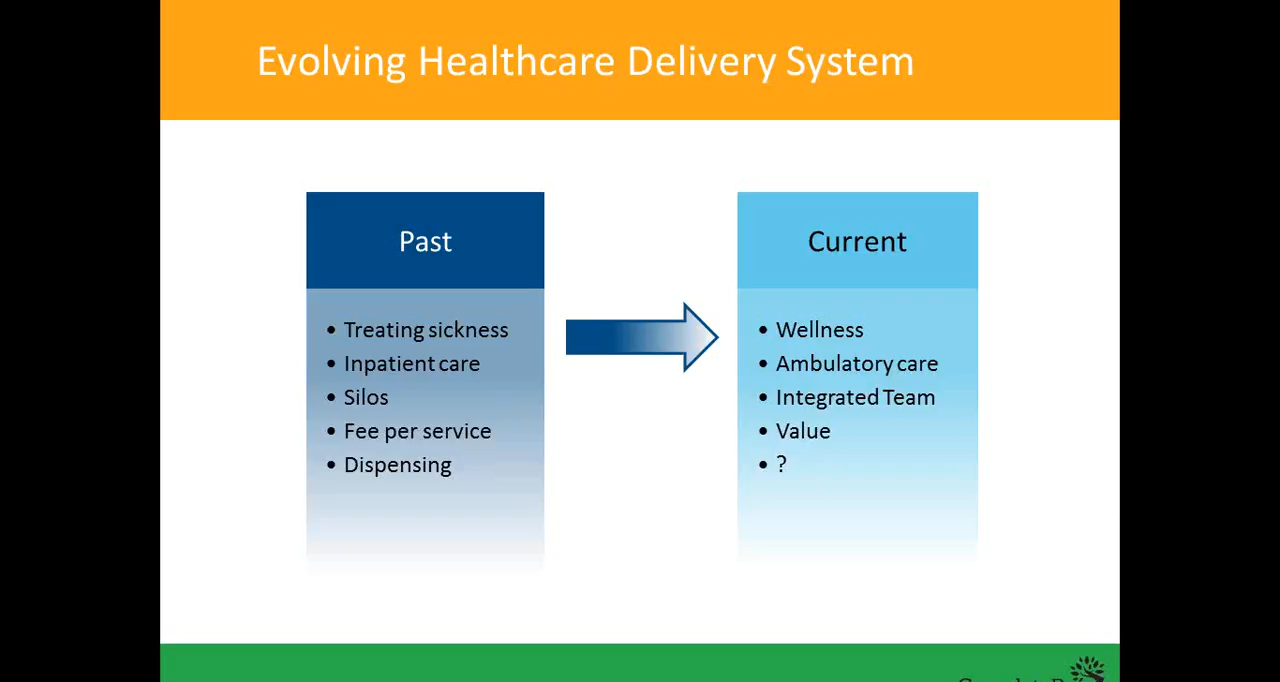 Evolving Healthcare Delivery System
Past
• Treating sickness
• Inpatient care
• Silos
• Fee per service
• Dispensing
Current
• Wellness
• Ambulatory care
• Integrated Team
• Value
• ?